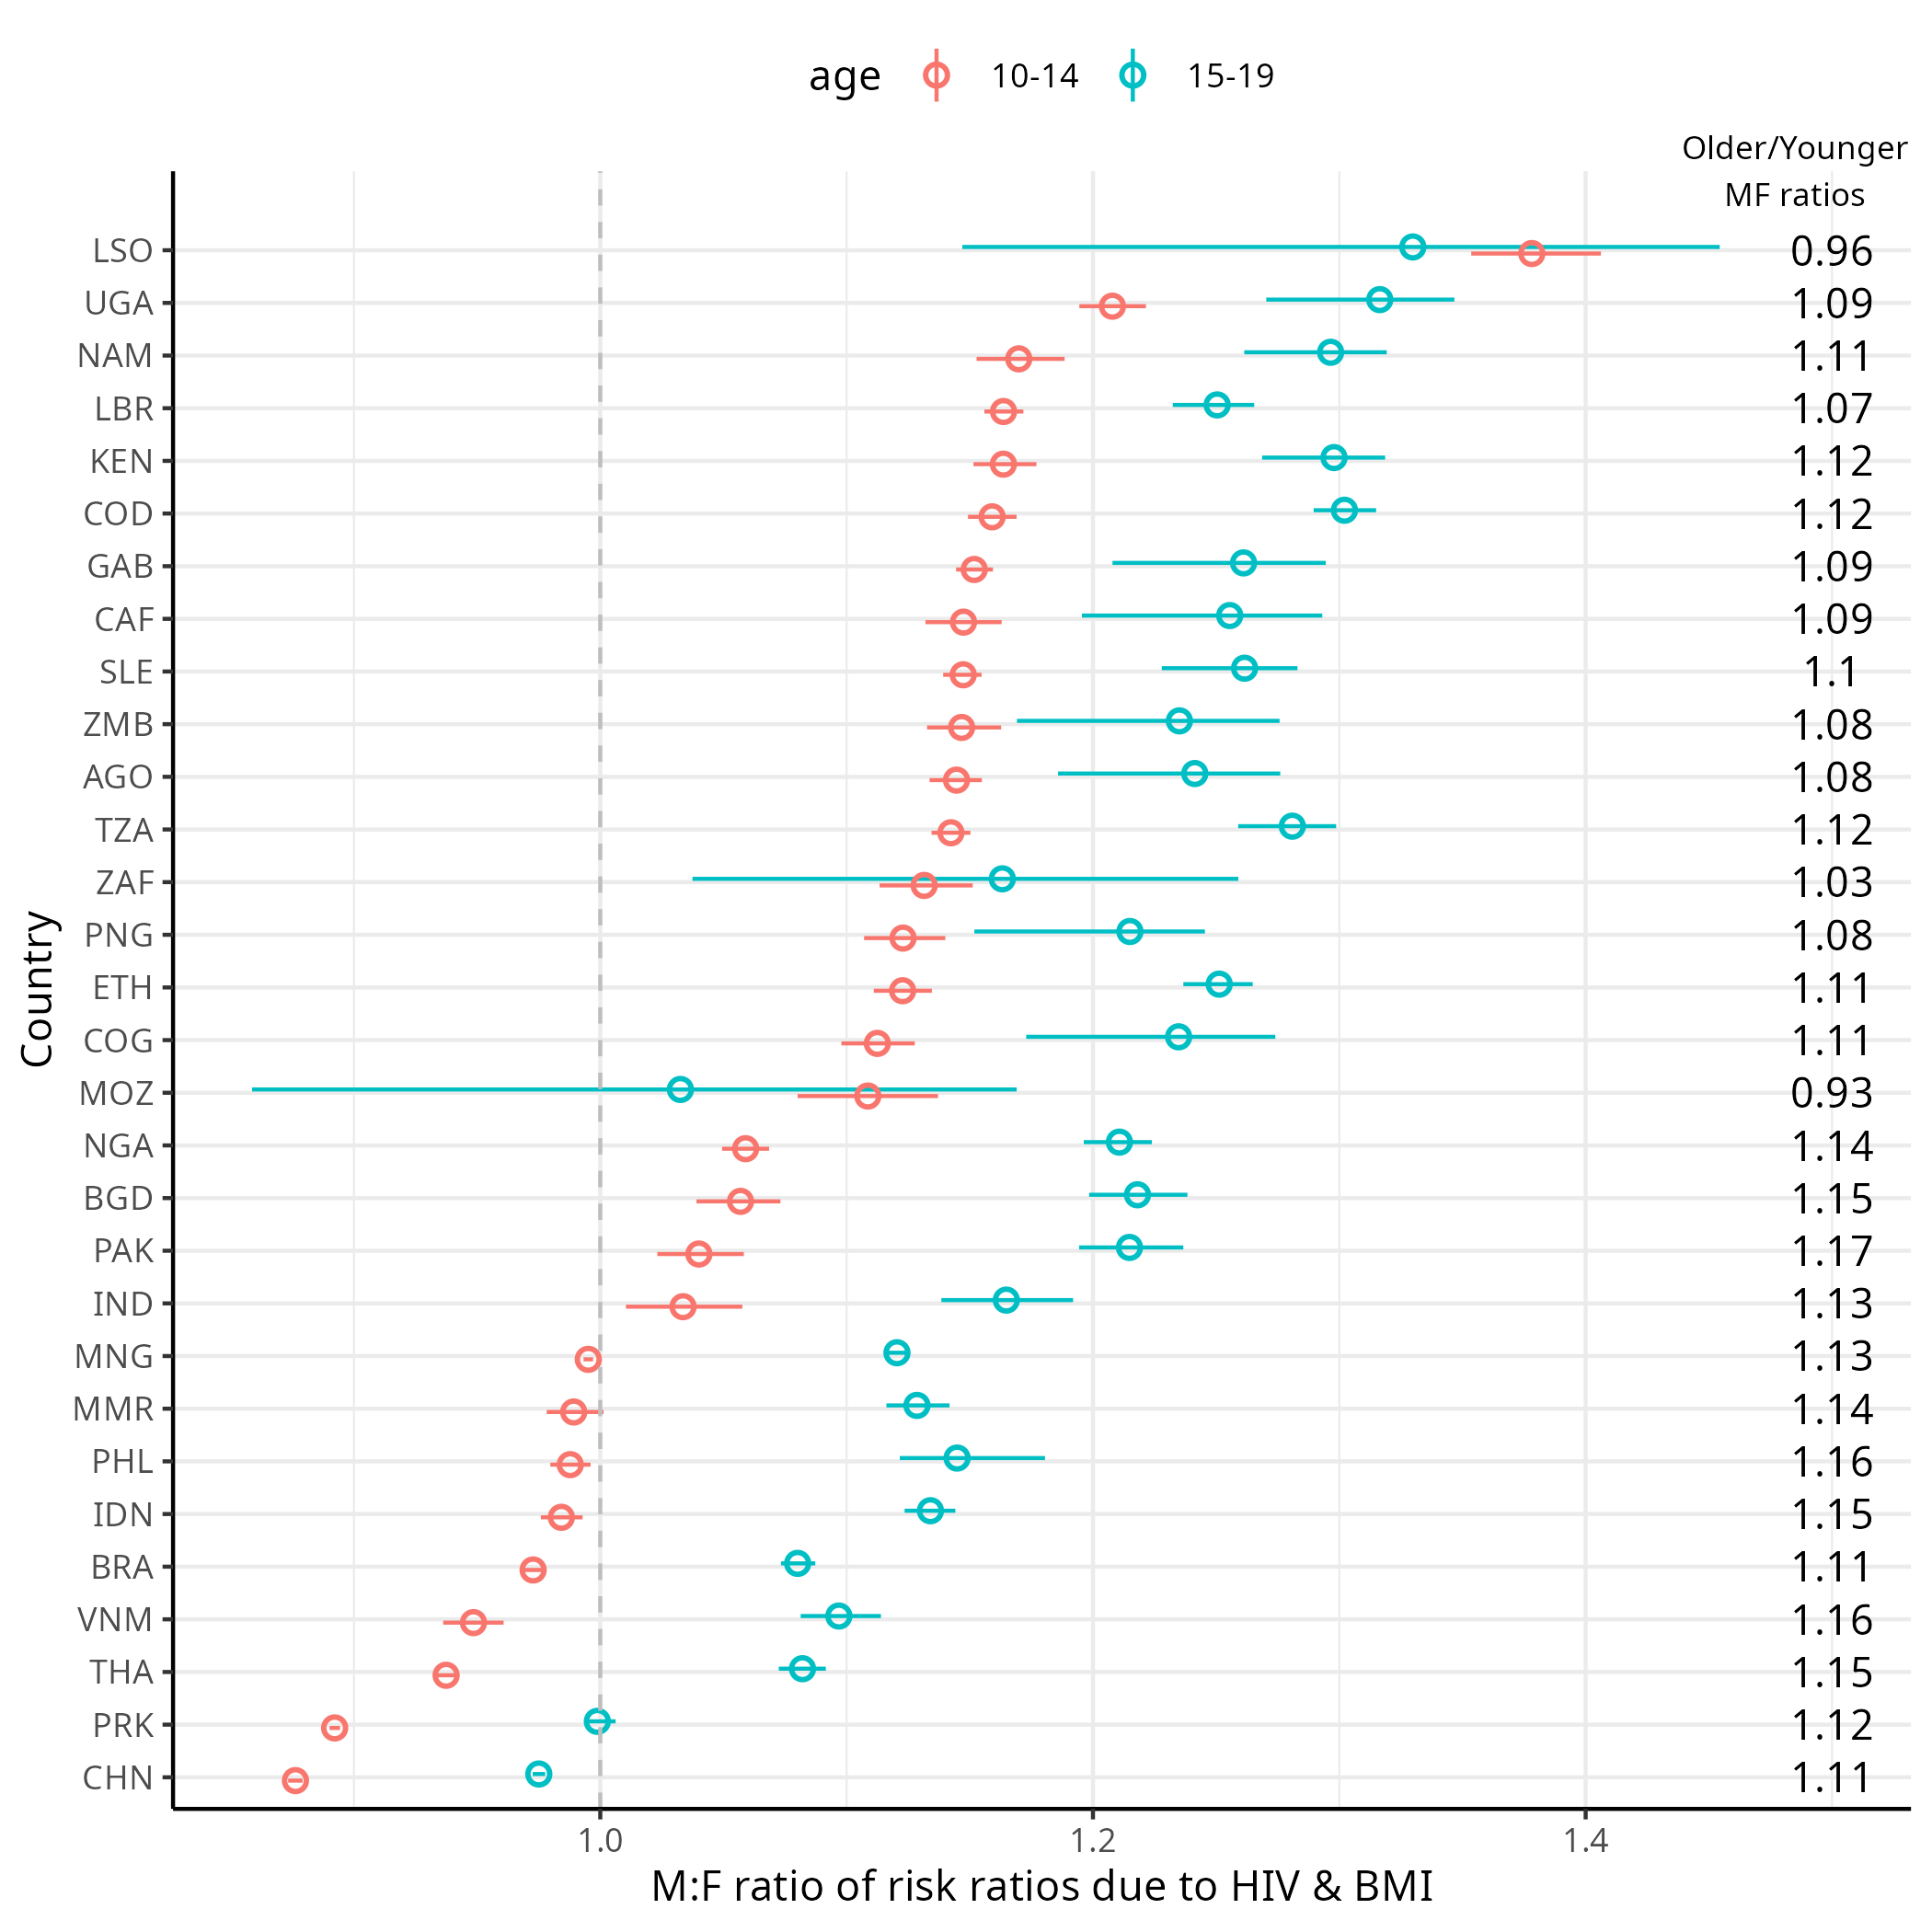 age 10-14 15-19
Older/Younger
MF ratios
LSO 0.96
UGA 1.09
NAM 1.11
LBR 1.07
KEN 1.12
COD 1.12
GAB 1.09
CAF 1.09
SLE 1.1
ZMB 1.08
AGO 1.08
TZA 1.12
ZAF 1.03
PNG 1.08
ETH 1.11
COG 1.11
MOZ 0.93
NGA 1.14
BGD 1.15
PAK 1.17
IND 1.13
MNG 1.13
MMR 1.14
PHL 1.16
IDN 1.15
BRA 1.11
VNM 1.16
THA 1.15
PRK 1.12
CHN 1.11
Country
1.0 1.2 1.4
M:F ratio of risk ratios due to HIV & BMI